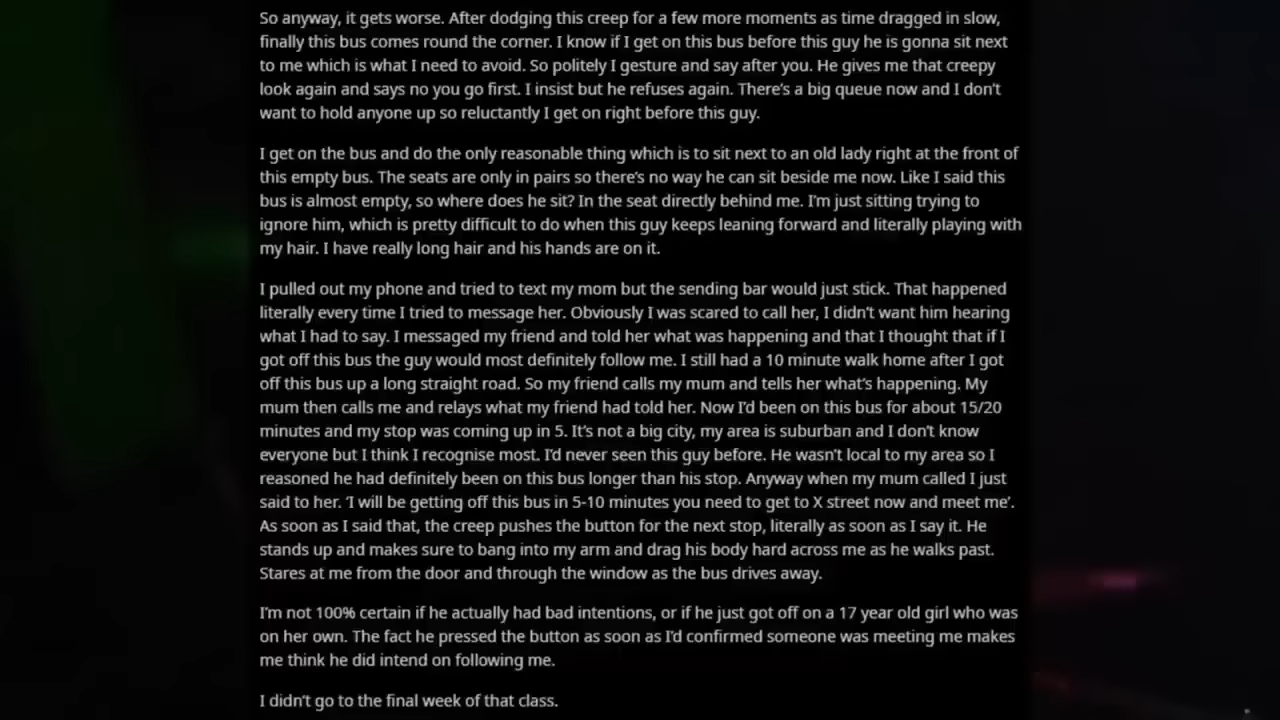 So anyway, it gets worse. After dodging this creep for a few more moments as time dragged in slow,
finally this bus comes round the corner. I know if I get on this bus before this guy he is gonna sit next
to me which is what I need to avoid. So politely I gesture and say after you. He gives me that creepy
look again and says no you go first. I insist but he refuses again. There's a big queue now and I don't
want to hold anyone up so reluctantly I get on right before this guy.
I get on the bus and do the only reasonable thing which is to sit next to an old lady right at the front of
this empty bus. The seats are only in pairs so there's no way he can sit beside me now. Like I said this
bus is almost empty, so where does he sit? In the seat directly behind me. I'm just sitting trying to
ignore him, which is pretty difficult to do when this guy keeps leaning forward and literally playing with
my hair. I have really long hair and his hands are on it.
I pulled out my phone and tried to text my mom but the sending bar would just stick. That happened
literally every time I tried to message her. Obviously I was scared to call her, I didn't want him hearing
what I had to say. I messaged my friend and told her what was happening and that I thought that if I
got off this bus the guy would most definitely follow me. I still had a 10 minute walk home after I got
off this bus up a long straight road. So my friend calls my mum and tells her what's happening. My
mum then calls me and relays what my friend had told her. Now I'd been on this bus for about 15/20
minutes and my stop was coming up in 5. It's not a big city, my area is suburban and I don't know
everyone but I think I recognise most. I'd never seen this guy before. He wasn't local to my area so I
reasoned he had definitely been on this bus longer than his stop. Anyway when my mum called I just
said to her. 'I will be getting off this bus in 5-10 minutes you need to get to X street now and meet me'.
As soon as I said that, the creep pushes the button for the next stop, literally as soon as I say it. He
stands up and makes sure to bang into my arm and drag his body hard across me as he walks past.
Stares at me from the door and through the window as the bus drives away.
I'm not 100% certain if he actually had bad intentions, or if he just got off on a 17 year old girl who was
on her own. The fact he pressed the button as soon as I'd confirmed someone was meeting me makes
me think he did intend on following me.
I didn't go to the final week of that class.